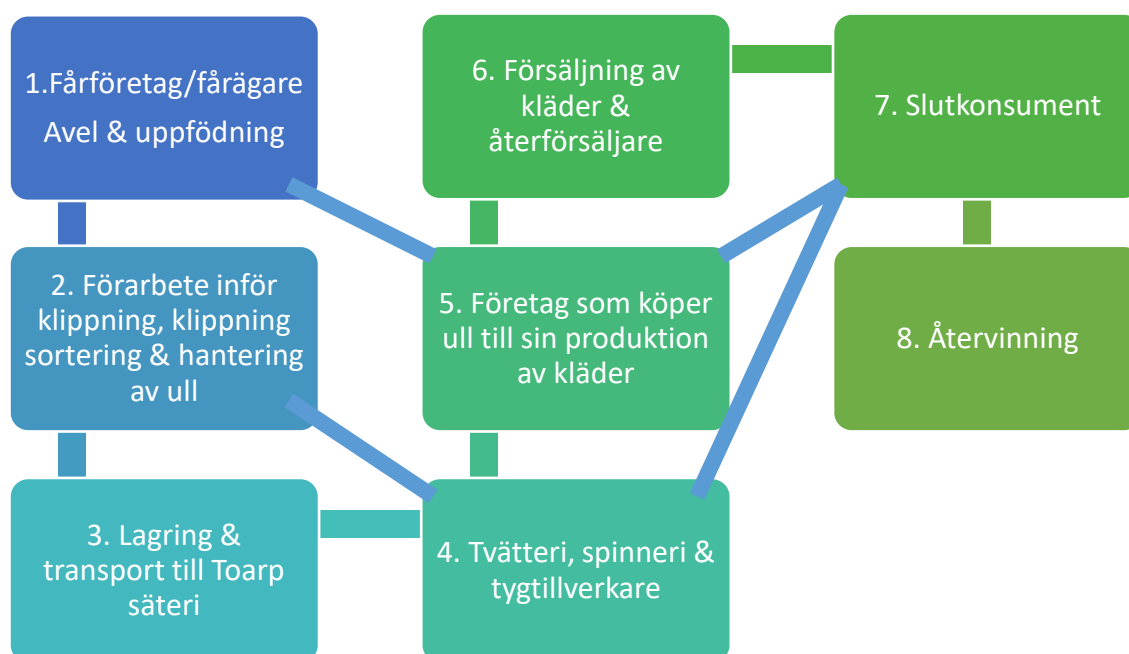 1.Fårföretag/fårägare
Avel & uppfödning
2. Förarbete inför
klippning, klippning
sortering & hantering
av ull
3. Lagring &
transport till Toarp
säteri
4. Tvätteri, spinneri &
tygtillverkare
5. Företag som köper
ull till sin produktion
av kläder
6. Försäljning av
kläder &
återförsäljare
7. Slutkonsument
8. Återvinning